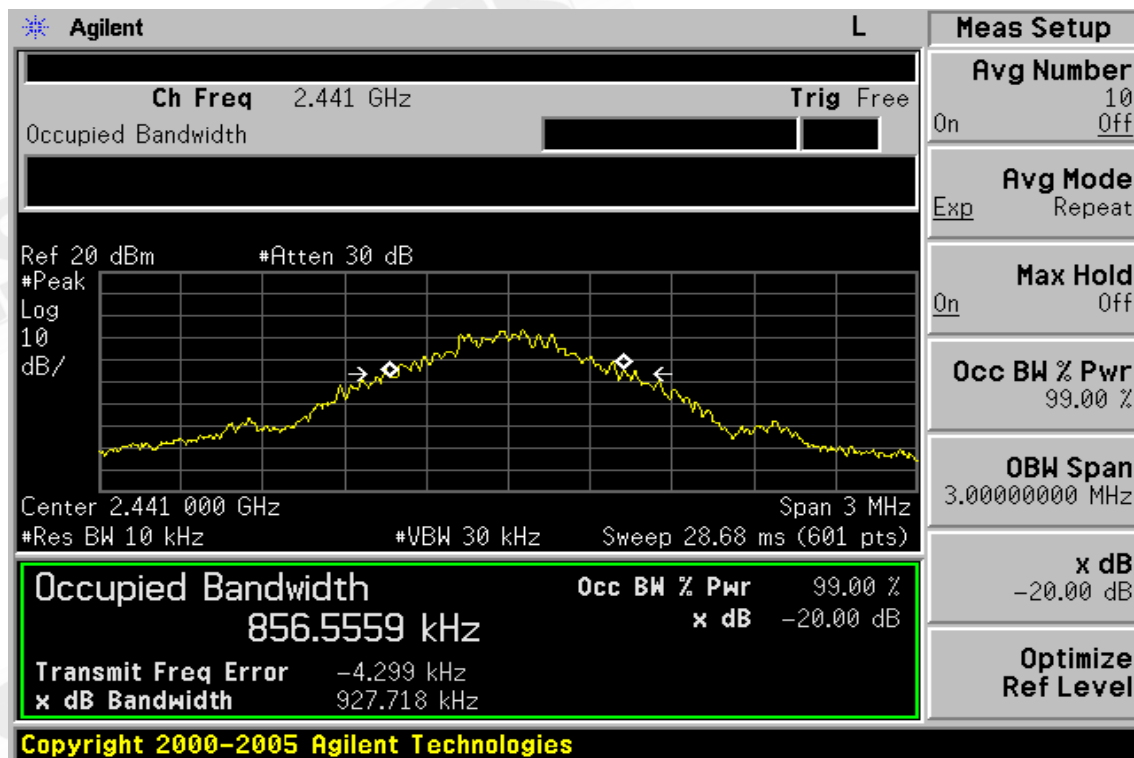 Agilent L
Ch Freq 2.441 GHz Trig Free
Occupied Bandwidth
Ref 20 dBm #Atten 30 dB
#Peak
Log
10
dB/
Center 2.441 000 GHz Span 3 MHz
#Res BW 10 kHz #VBW 30 kHz Sweep 28.68 ms (601 pts)
Occupied Bandwidth Occ BW % Pwr 99.00 %
856.5559 kHz x dB -20.00 dB
Transmit Freq Error -4.299 kHz
x dB Bandwidth 927.718 kHz
Meas Setup
Avg Number
10
On Off
Avg Mode
Exp Repeat
Max Hold
On Off
Occ BW % Pwr
99.00 %
OBW Span
3.00000000 MHz
x dB
-20.00 dB
Optimize
Ref Level
Copyright 2000-2005 Agilent Technologies